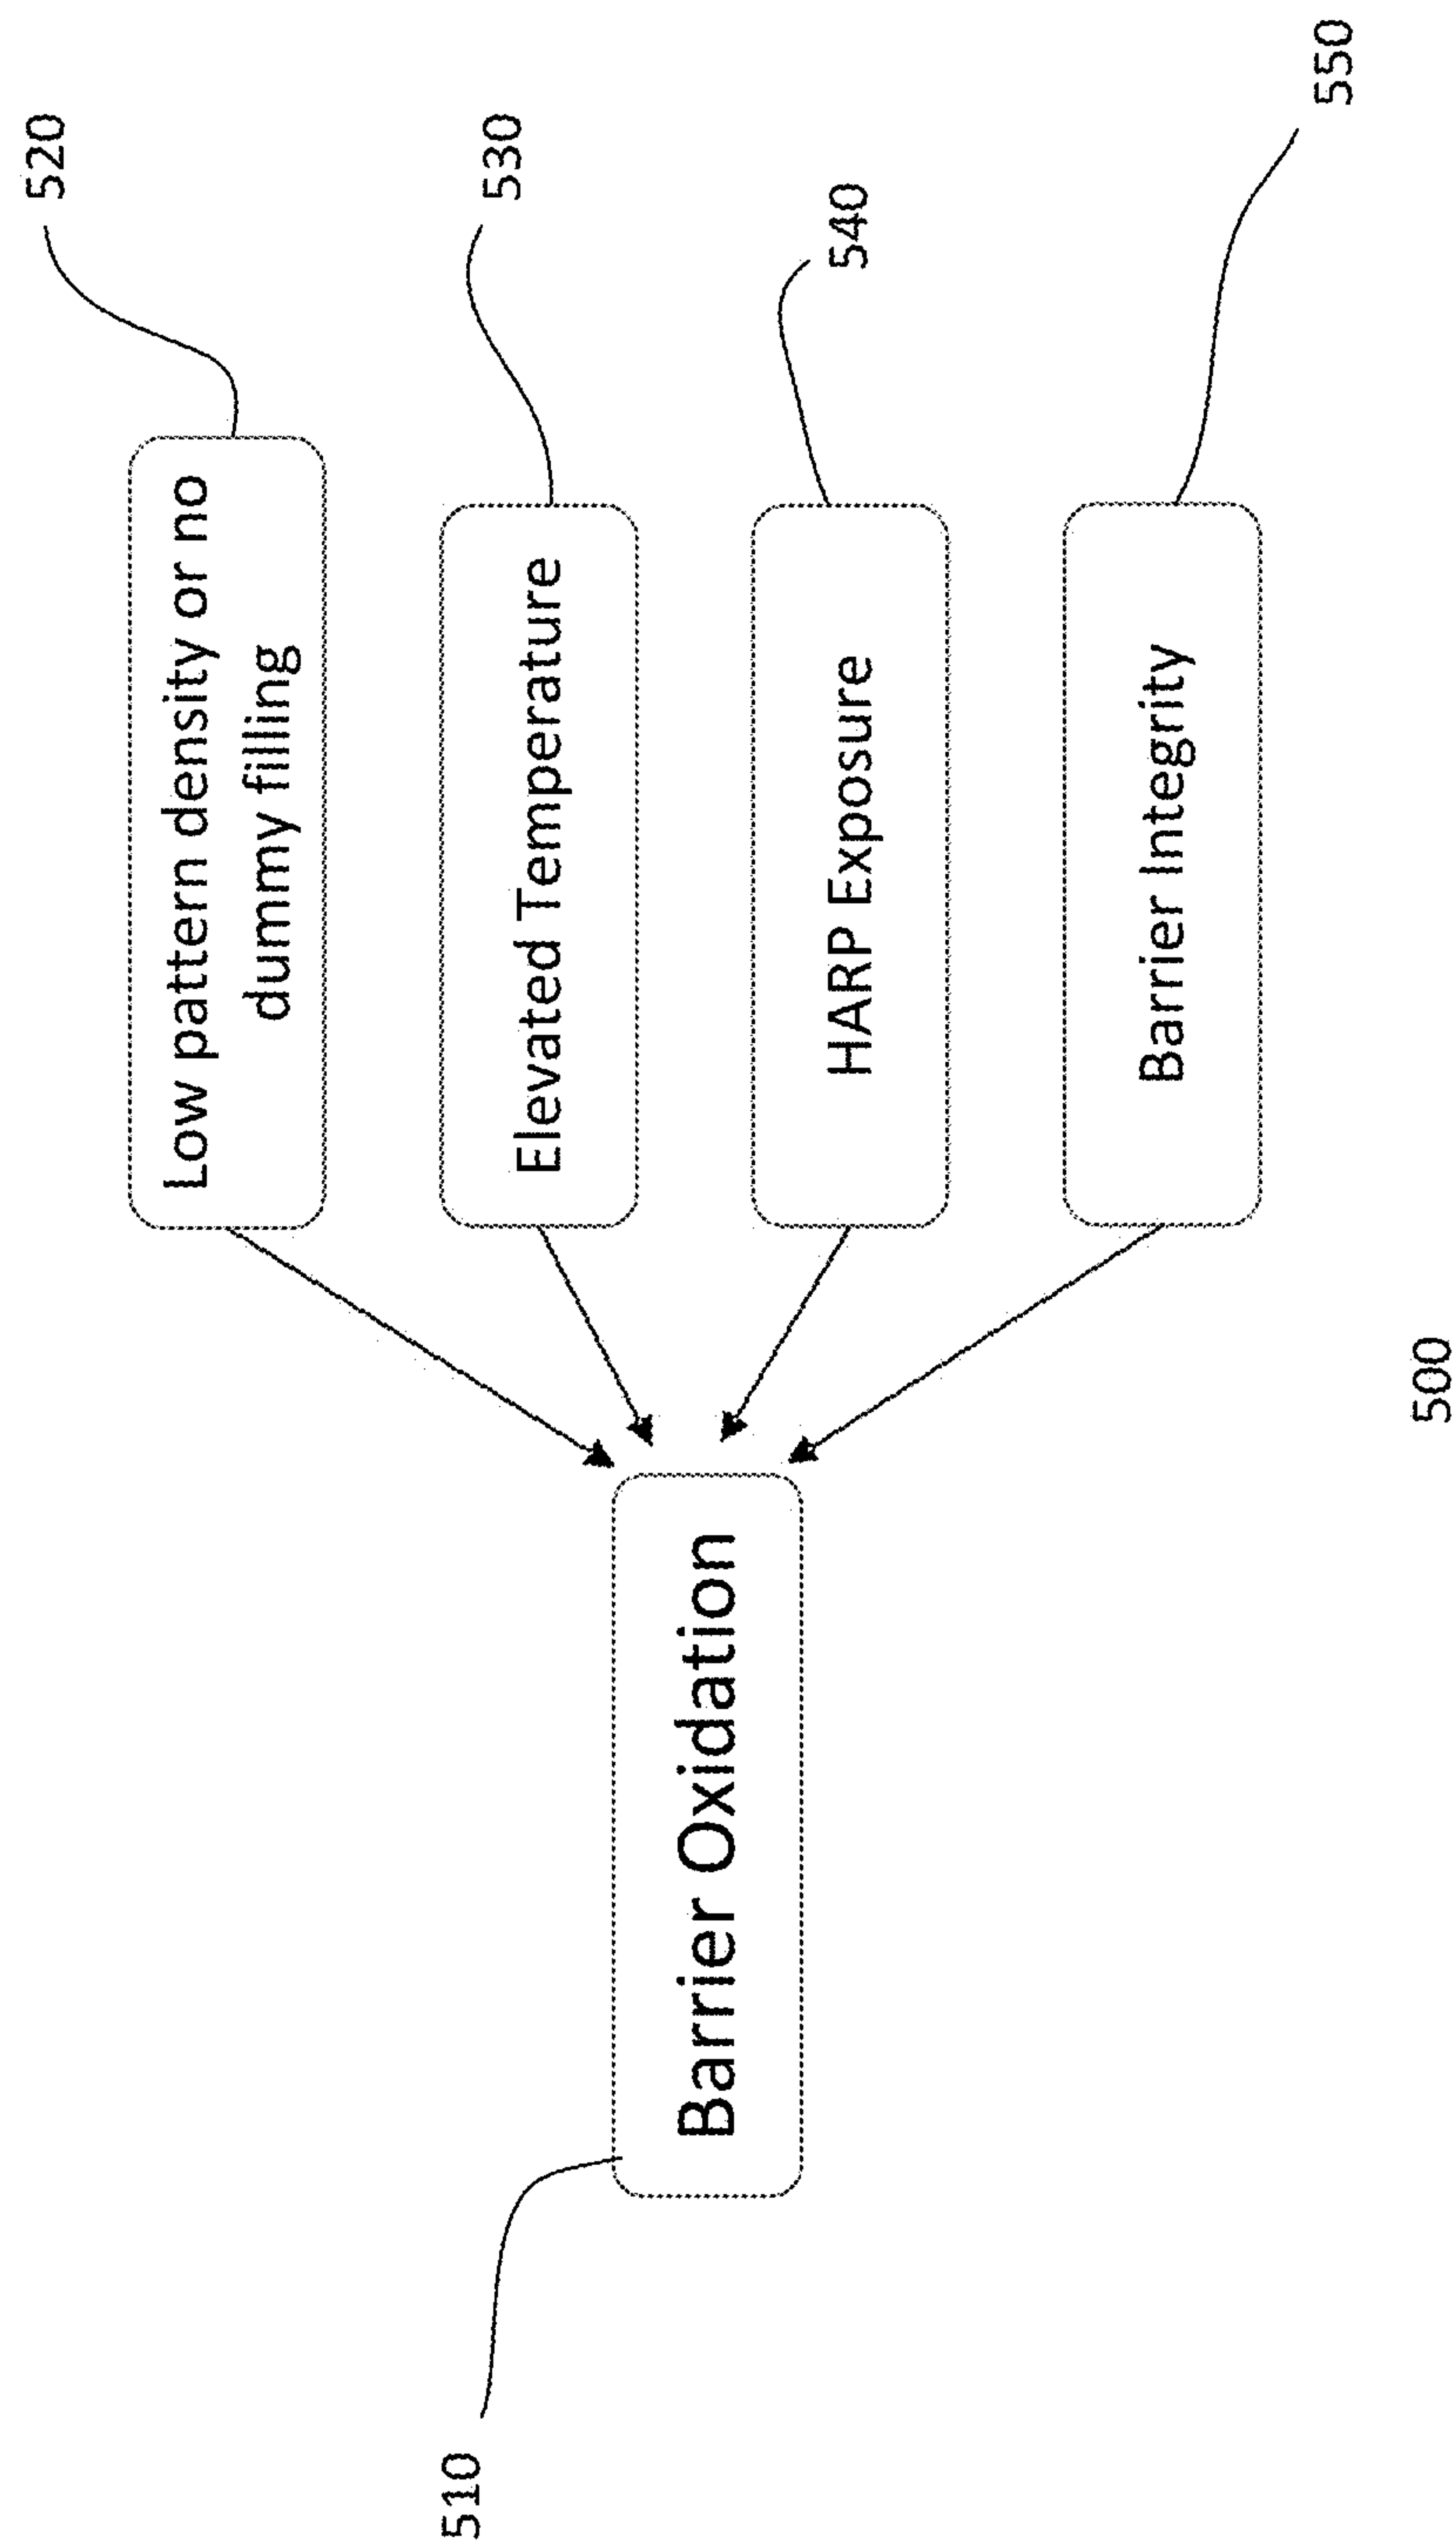 520
Low pattern density or no
dummy filling
530
Elevated Temperature
510
Barrier Oxidation
540
HARP Exposure
550
Barrier Integrity
500